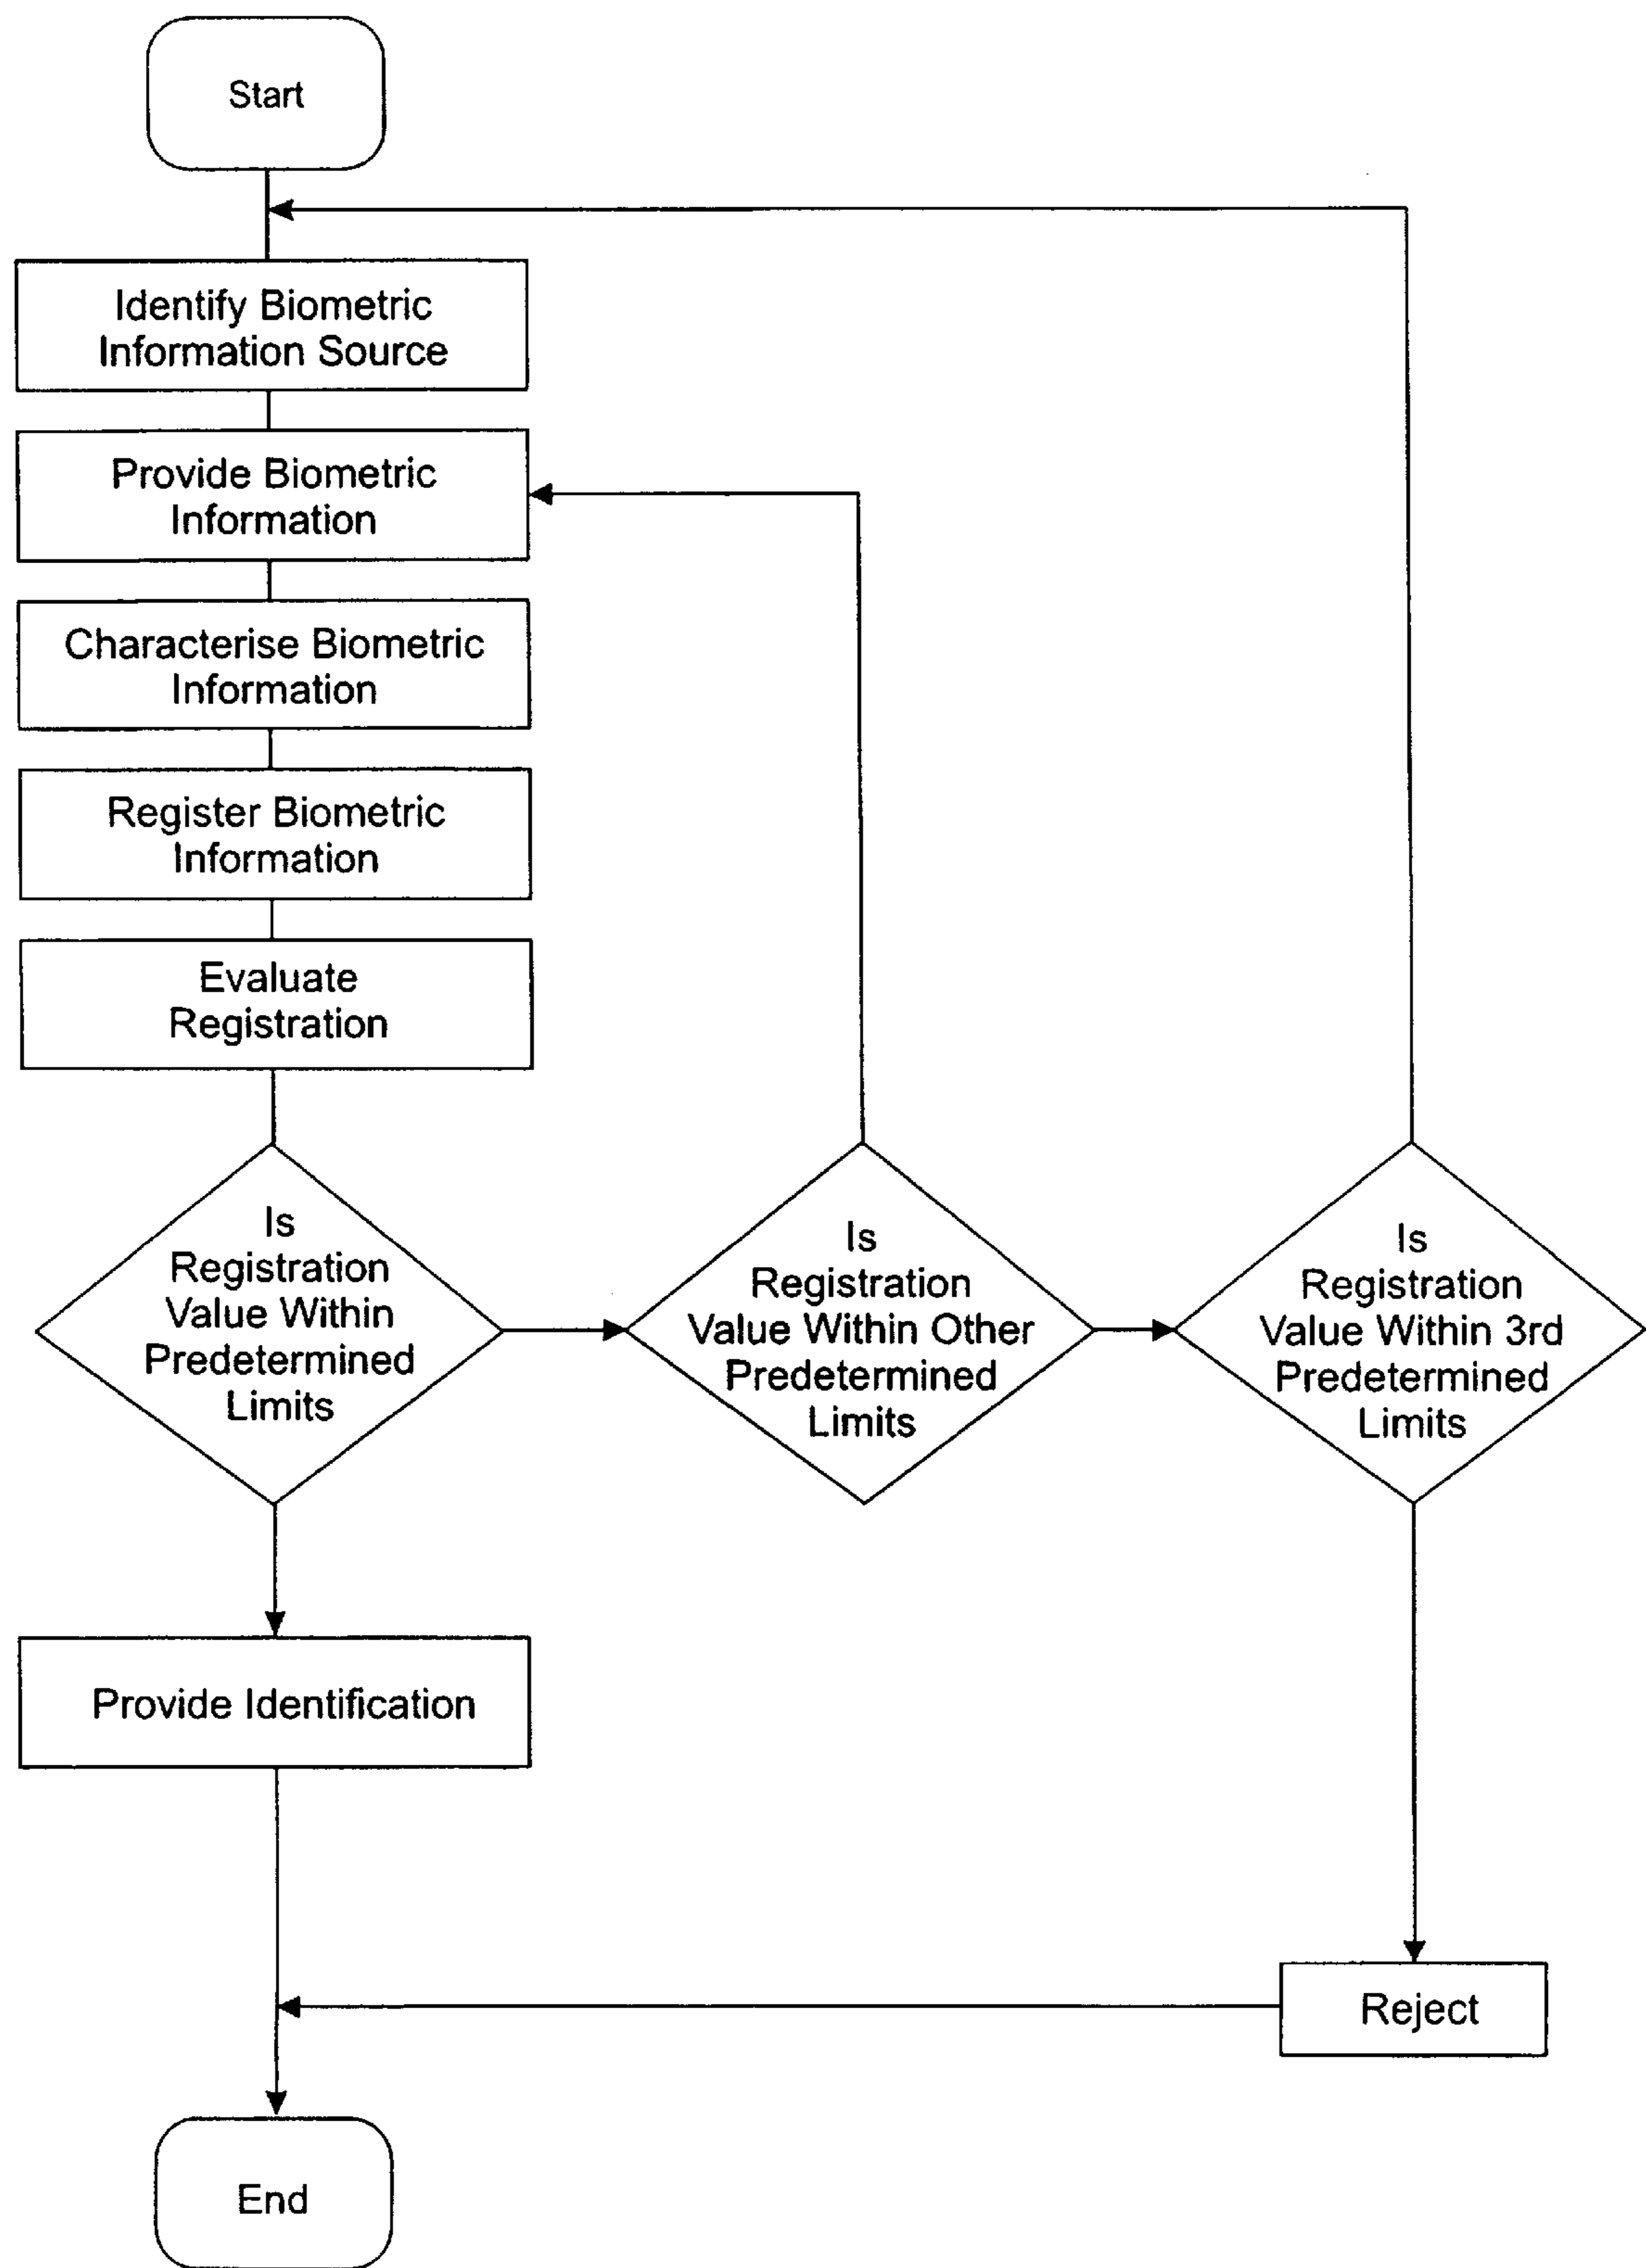 Start
Identify Biometric
Information Source
Provide Biometric
Information
Characterise Biometric
Information
Register Biometric
Information
Evaluate
Registration
Is
Registration
Value Within
Predetermined
Limits
Is
Registration
Value Within Other
Predetermined
Limits
Is
Registration
Value Within 3rd
Predetermined
Limits
Provide Identification
Reject
End